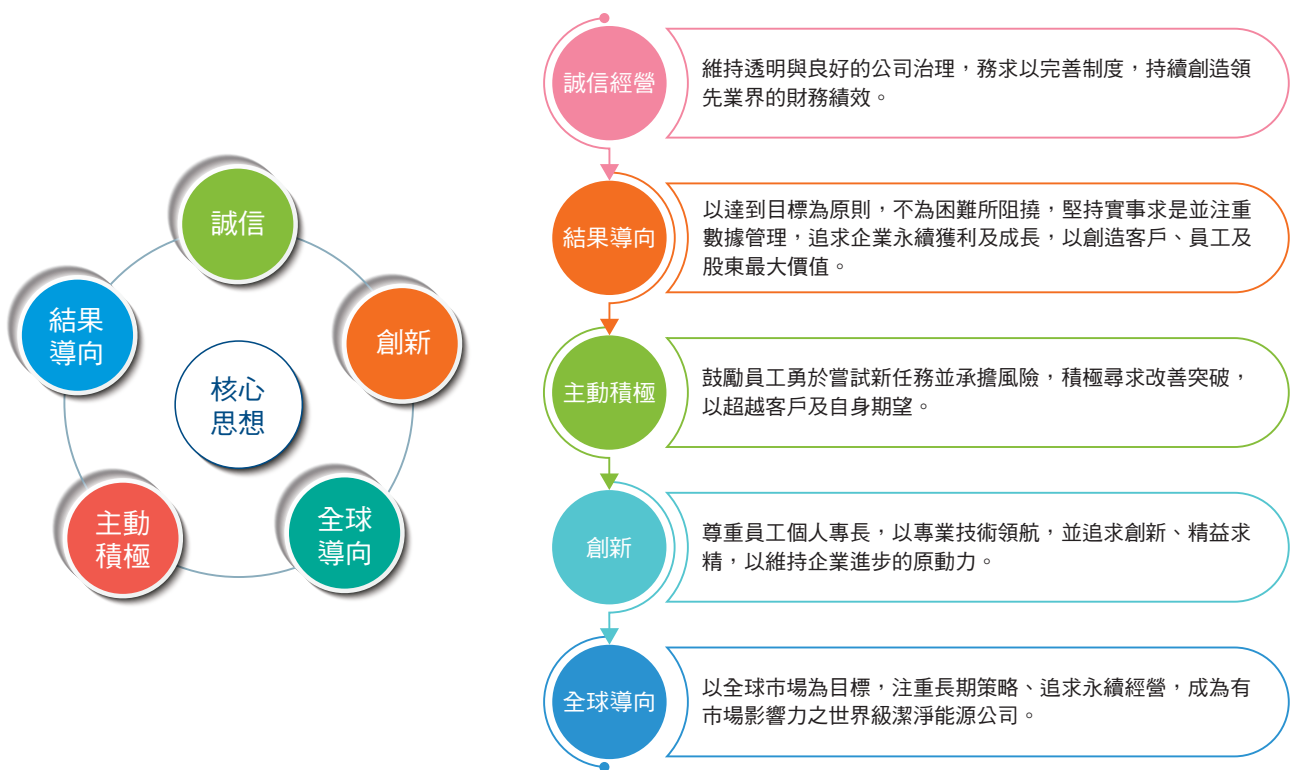 誠信
創新
全球
導向
主動
積極
結果
導向
核心
思想
誠信經營
維持透明與良好的公司治理，務求以完善制度，持續創造領
先業界的財務績效。
結果導向
以達到目標為原則，不為困難所阻撓，堅持實事求是並注重
數據管理，追求企業永續獲利及成長，以創造客戶、員工及
股東最大價值。
主動積極
鼓勵員工勇於嘗試新任務並承擔風險，積極尋求改善突破，
以超越客戶及自身期望。
創新
尊重員工個人專長，以專業技術領航，並追求創新、精益求
精，以維持企業進步的原動力。
全球導向
以全球市場為目標，注重長期策略、追求永續經營，成為有
市場影響力之世界級潔淨能源公司。